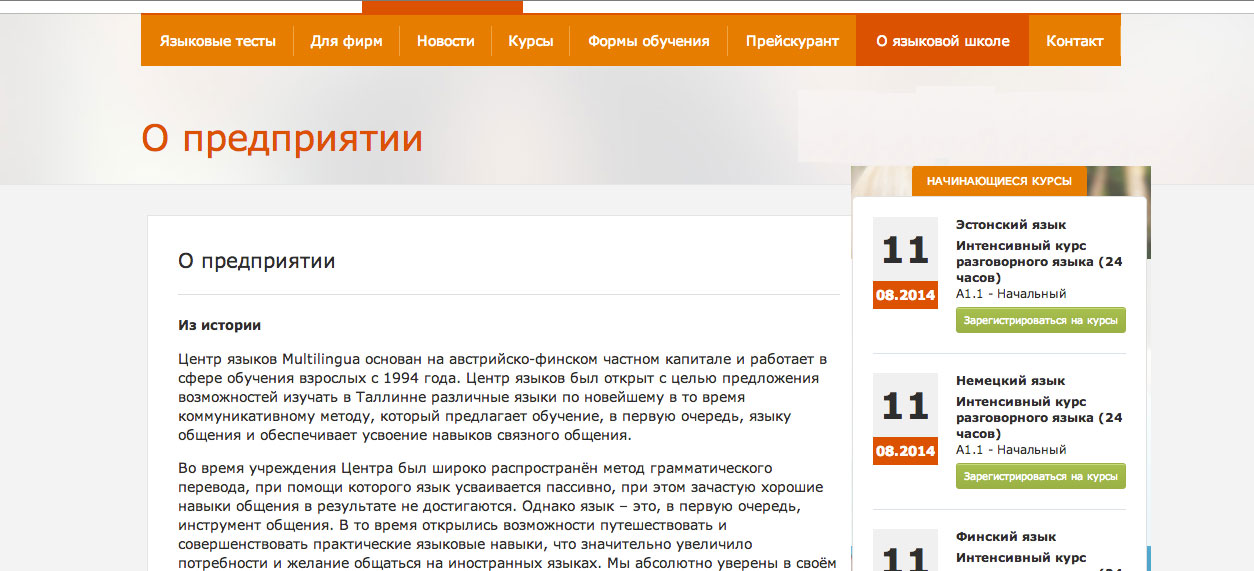 Языковые тесты
Для фирм
Новости
Курсы
Формы обучения
Прейскурант
О языковой школе
Контакт
О предприятии
О предприятии
Из истории
Центр языков Multilingua основан на австрийско-финском частном капитале и работает в
сфере обучения взрослых с 1994 года. Центр языков был открыт с целью предложения
возможностей изучать в Таллинне различные языки по новейшему в то время
коммуникативному методу, который предлагает обучение, в первую очередь, языку
общения и обеспечивает усвоение навыков связного общения.
Во время учреждения Центра был широко распространён метод грамматического
перевода, при помощи которого язык усваивается пассивно, при этом зачастую хорошие
навыки общения в результате не достигаются. Однако язык – это, в первую очередь,
инструмент общения. В то время открылись возможности путешествовать и
совершенствовать практические языковые навыки, что значительно увеличило
потребности и желание общаться на иностранных языках. Мы абсолютно уверены в своём
НАЧИНАЮЩИЕСЯ КУРСЫ
11
08.2014
Эстонский язык
Интенсивный курс
разговорного языка (24
часов)
A1.1 - Начальный
Зарегистрироваться на курсы
11
08.2014
Немецкий язык
Интенсивный курс
разговорного языка (24
часов)
A1.1 - Начальный
Зарегистрироваться на курсы
11
Финский язык
Интенсивный курс